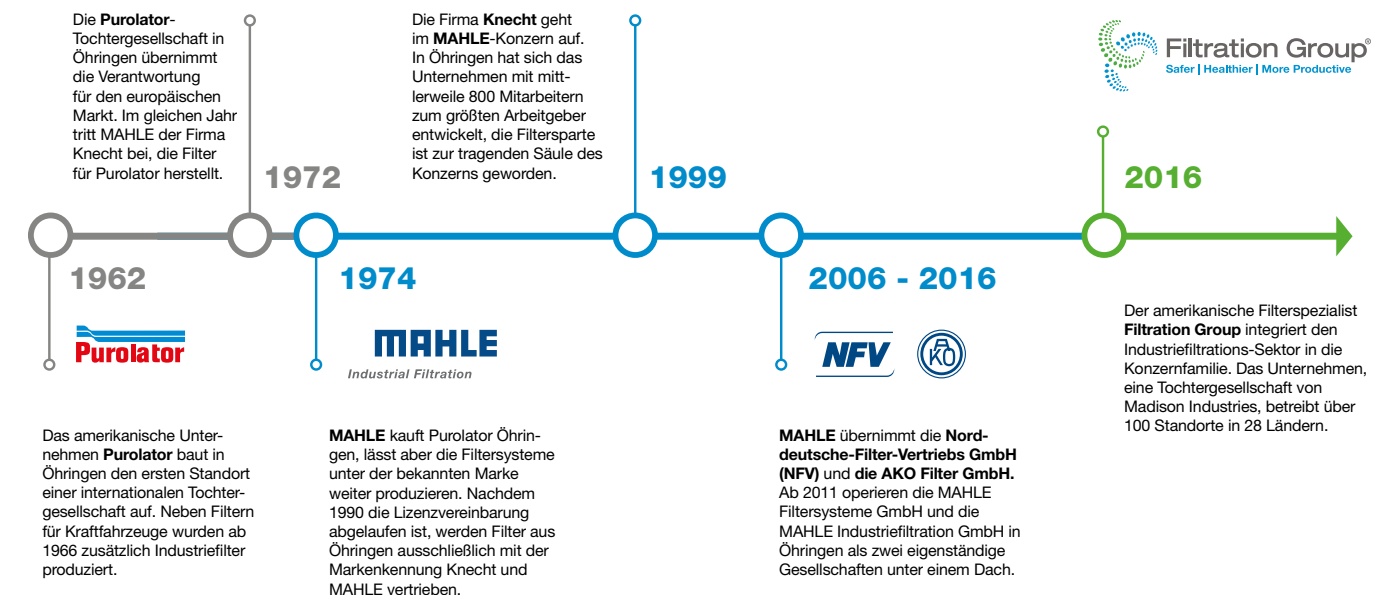 Die Purolator-
Tochtergesellschaft in
Öhringen übernimmt
die Verantwortung
für den europäischen
Markt. Im gleichen Jahr
tritt MAHLE der Firma
Knecht bei, die Filter
für Purolator herstellt.
1972
Die Firma Knecht geht
im MAHLE-Konzern auf.
In Öhringen hat sich das
Unternehmen mit mitt-
lerweile 800 Mitarbeitern
zum größten Arbeitgeber
entwickelt, die Filtersparte
ist zur tragenden Säule des
Konzerns geworden.
1999
Filtration Group®
Safer | Healthier | More Productive
2016
1962
Purolator
Das amerikanische Unter-
nehmen Purolator baut in
Öhringen den ersten Standort
einer internationalen Tochter-
gesellschaft auf. Neben Filtern
für Kraftfahrzeuge wurden ab
1966 zusätzlich Industriefilter
produziert.
1974
MAHLE
Industrial Filtration
MAHLE kauft Purolator Öhrin-
gen, lässt aber die Filtersysteme
unter der bekannten Marke
weiter produzieren. Nachdem
1990 die Lizenzvereinbarung
abgelaufen ist, werden Filter aus
Öhringen ausschließlich mit der
Markenkennung Knecht und
MAHLE vertrieben.
2006 - 2016
NFV
AKO
MAHLE übernimmt die Nord-
deutsche-Filter-Vertriebs GmbH
(NFV) und die AKO Filter GmbH.
Ab 2011 operieren die MAHLE
Filtersysteme GmbH und die
MAHLE Industriefiltration GmbH in
Öhringen als zwei eigenständige
Gesellschaften unter einem Dach.
Der amerikanische Filterspezialist
Filtration Group integriert den
Industriefiltrations-Sektor in die
Konzernfamilie. Das Unternehmen,
eine Tochtergesellschaft von
Madison Industries, betreibt über
100 Standorte in 28 Ländern.